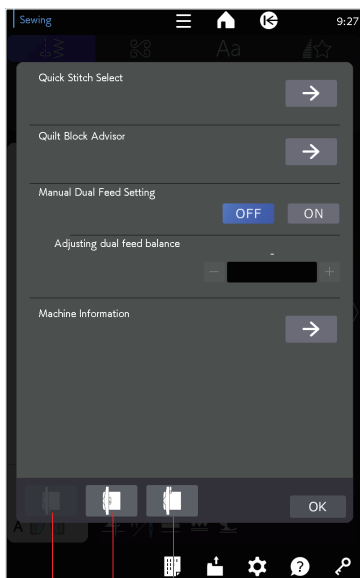 Sewing
9:27
Aa
Quick Stitch Select
Quilt Block Advisor
Manual Dual Feed Setting
OFF ON
Adjusting dual feed balance
-
− +
Machine Information
OK
A
?